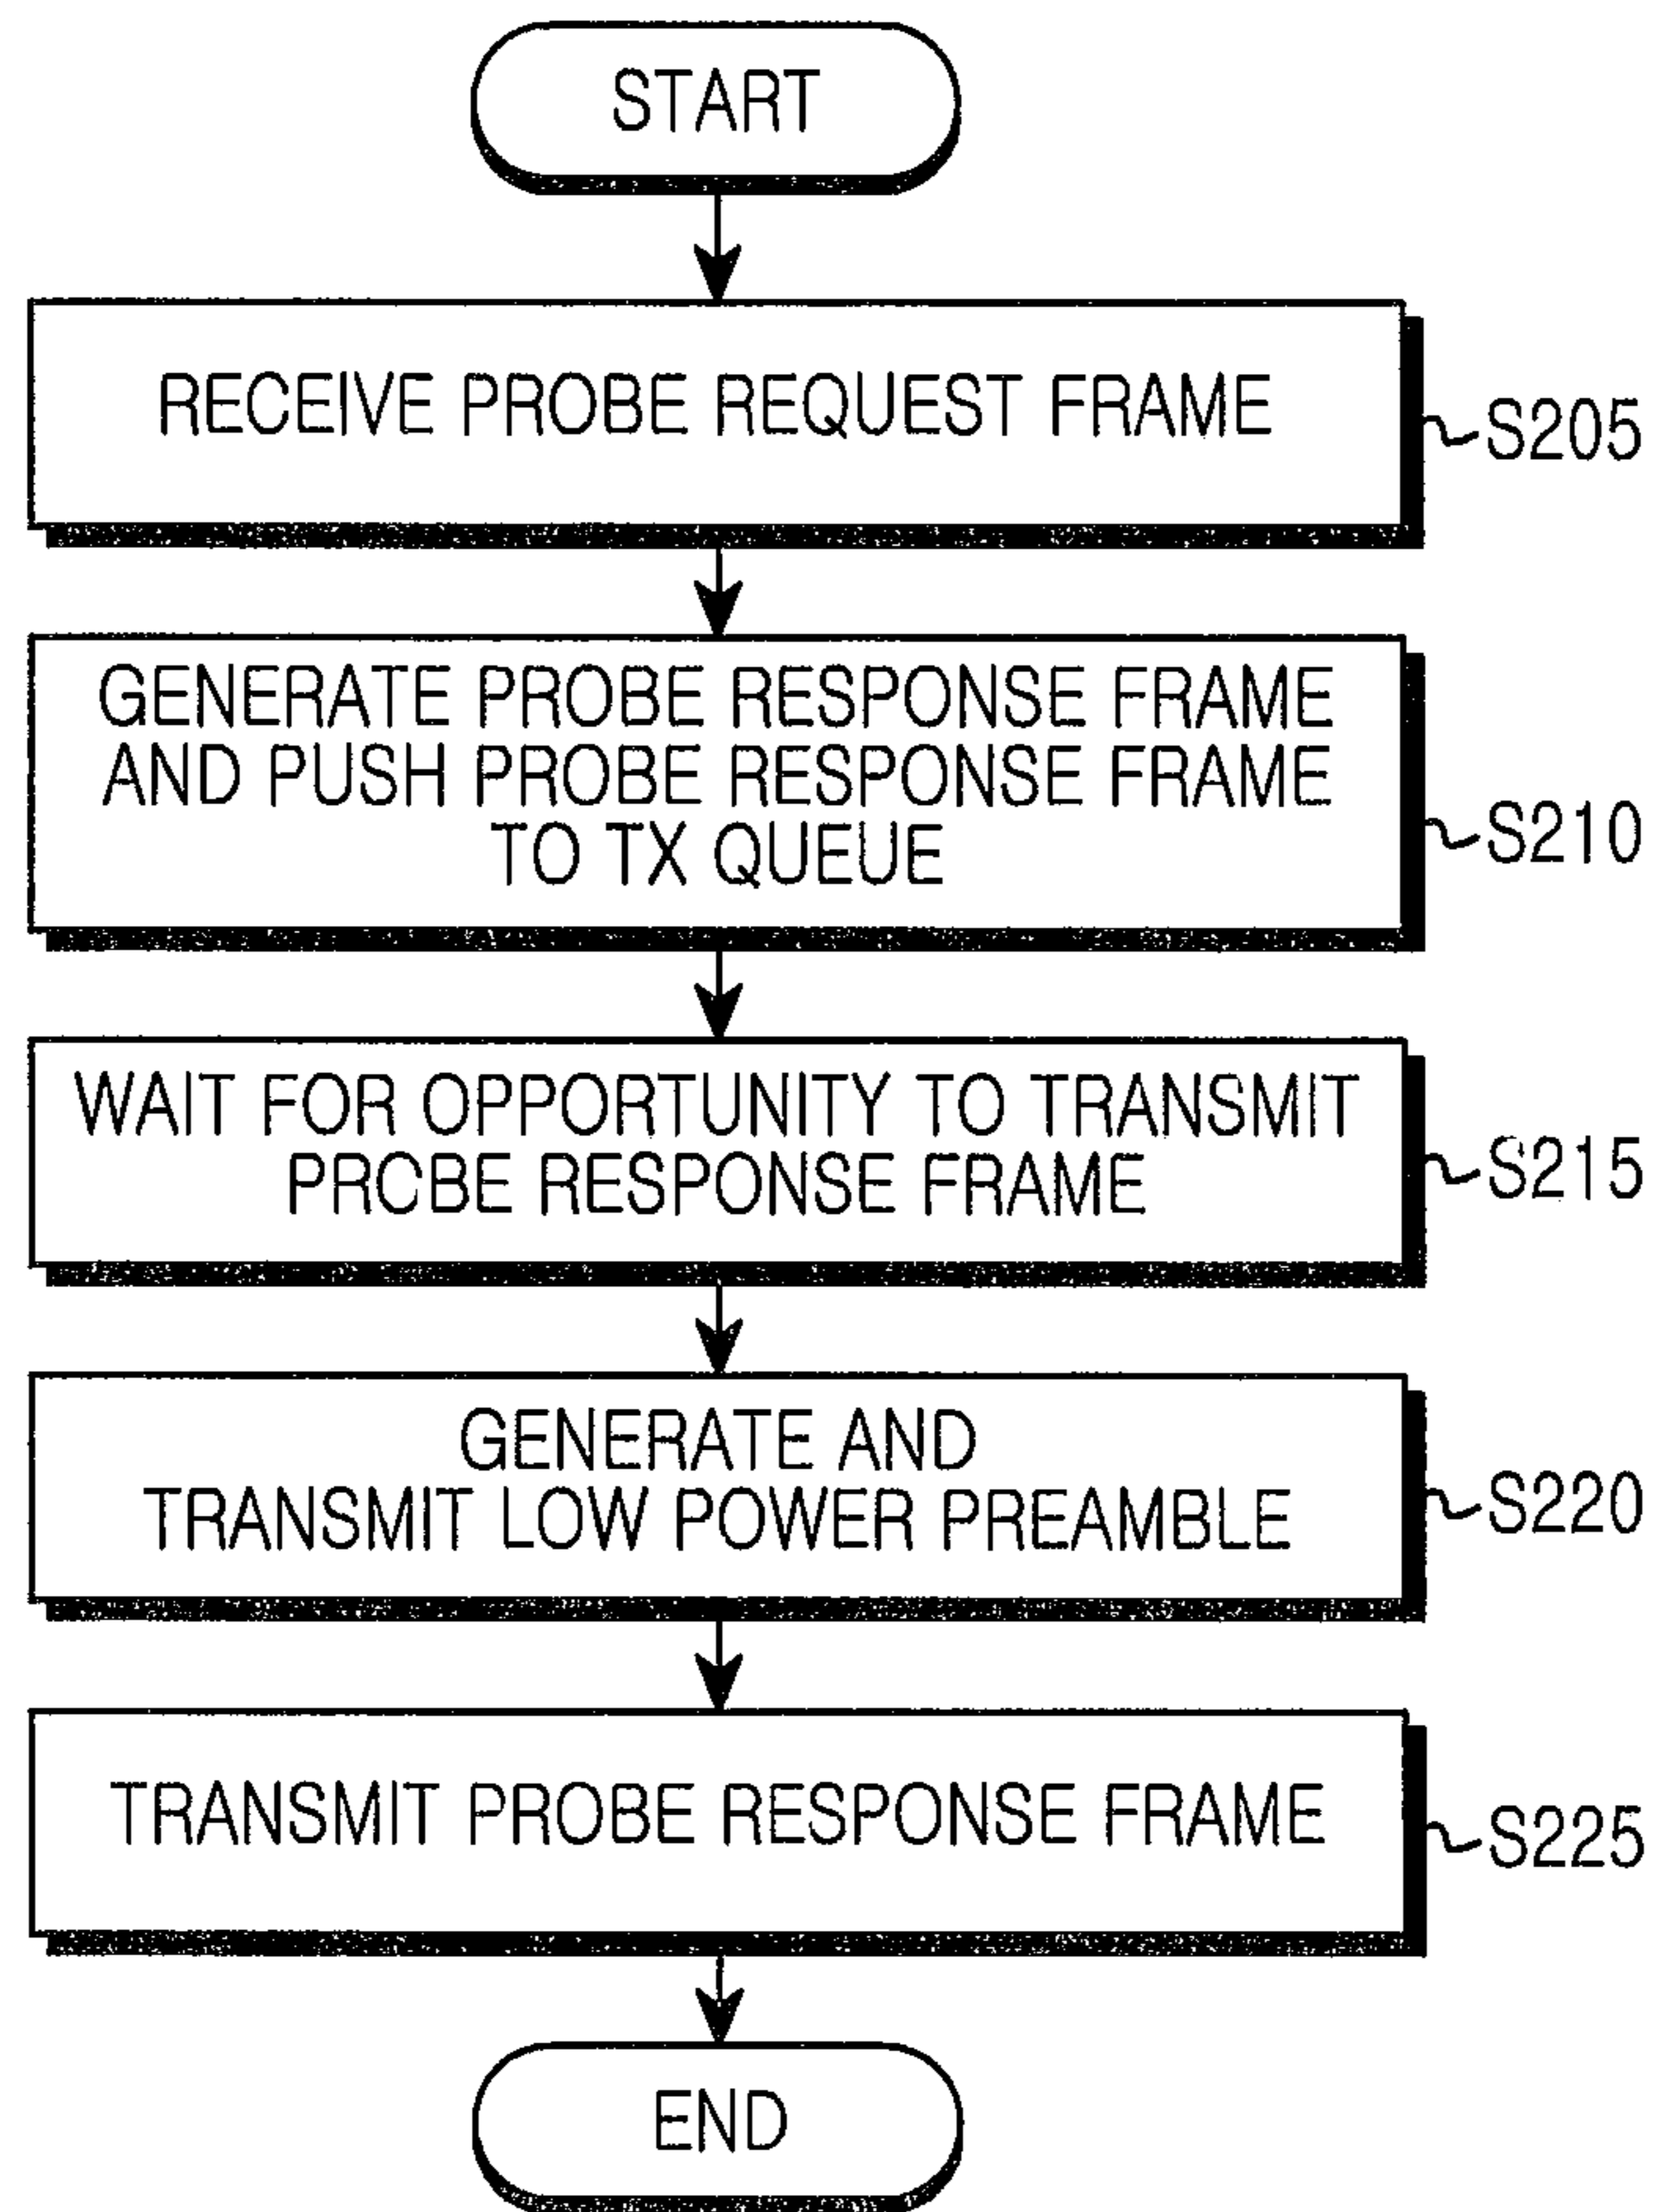 START
RECEIVE PROBE REQUEST FRAME
S205
GENERATE PROBE RESPONSE FRAME
AND PUSH PROBE RESPONSE FRAME
TO TX QUEUE
S210
WAIT FOR OPPORTUNITY TO TRANSMIT
PROBE RESPONSE FRAME
S215
GENERATE AND
TRANSMIT LOW POWER PREAMBLE
S220
TRANSMIT PROBE RESPONSE FRAME
S225
END